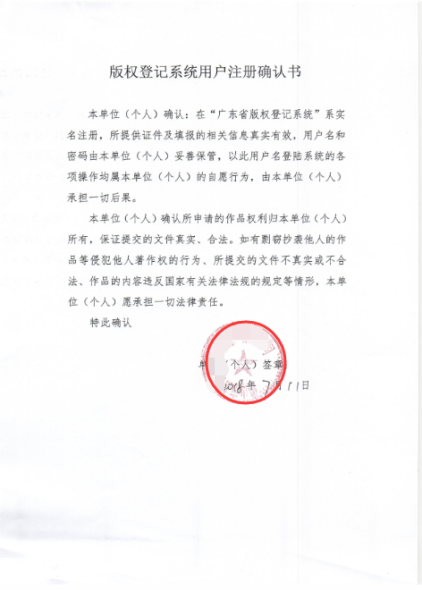 版权登记系统用户注册确认书
本单位（个人）确认：在“广东省版权登记系统”系实
名注册，所提供证件及填报的相关信息真实有效，用户名和
密码由本单位（个人）妥善保管，以此用户名登陆系统的各
项操作均属本单位（个人）的自愿行为，由本单位（个人）
承担一切后果。
本单位（个人）确认所申请的作品权利归本单位（个人）
所有，保证提交的文件真实、合法。如有剽窃抄袭他人的作
品等侵犯他人著作权的行为、所提交的文件不真实或不合
法、作品的内容违反国家有关法律法规的规定等情形，本单
位（个人）愿承担一切法律责任。
特此确认
单（个人）签章
2018年7月11日